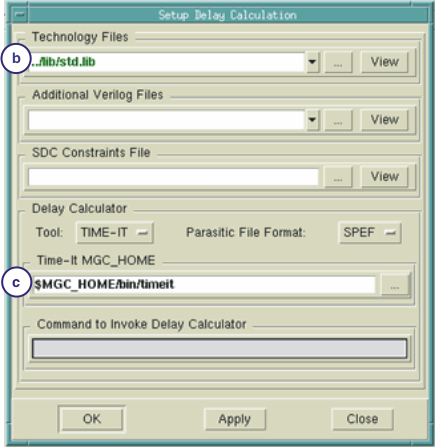 Setup Delay Calculation
Technology Files
b
../lib/std.lib
... View
Additional Verilog Files
... View
SDC Constraints File
... View
Delay Calculator
Tool: TIME-IT Parasitic File Format: SPEF
Time-It MGC_HOME
c
$MGC_HOME/bin/timeit ...
Command to Invoke Delay Calculator
OK Apply Close